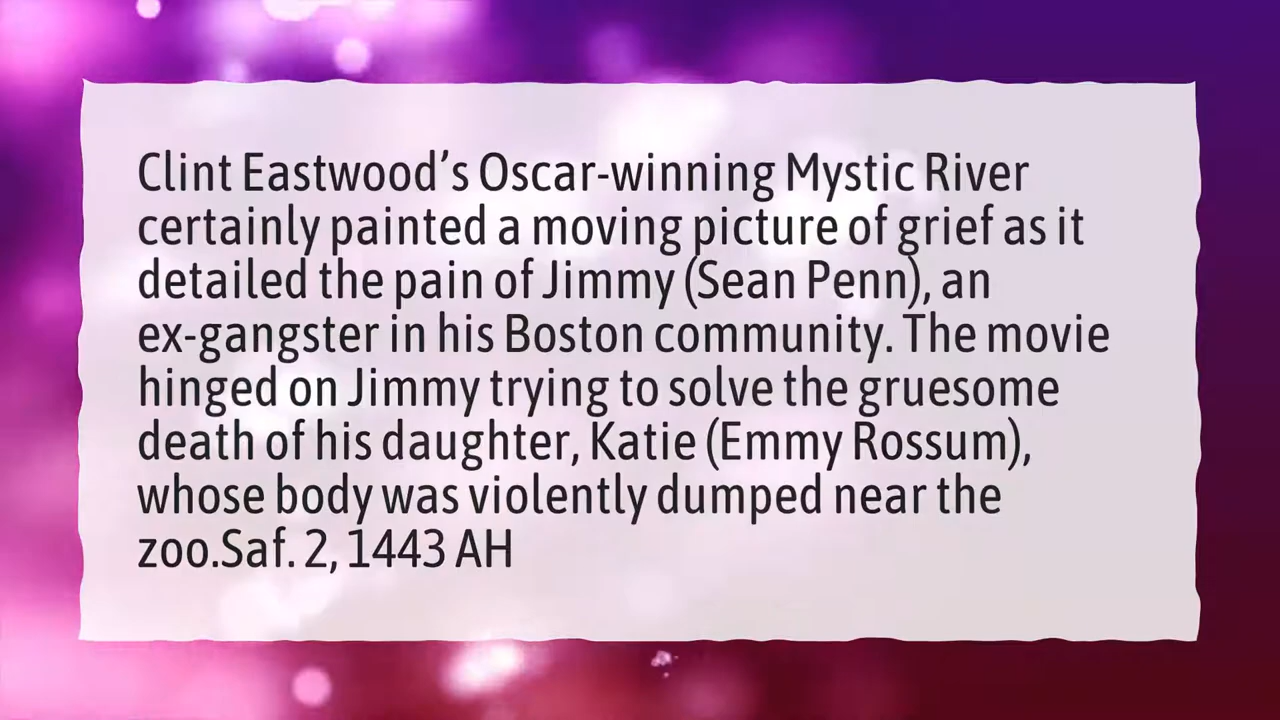 Clint Eastwood’s Oscar-winning Mystic River
certainly painted a moving picture of grief as it
detailed the pain of Jimmy (Sean Penn), an
ex-gangster in his Boston community. The movie
hinged on Jimmy trying to solve the gruesome
death of his daughter, Katie (Emmy Rossum),
whose body was violently dumped near the
zoo.Saf. 2, 1443 AH